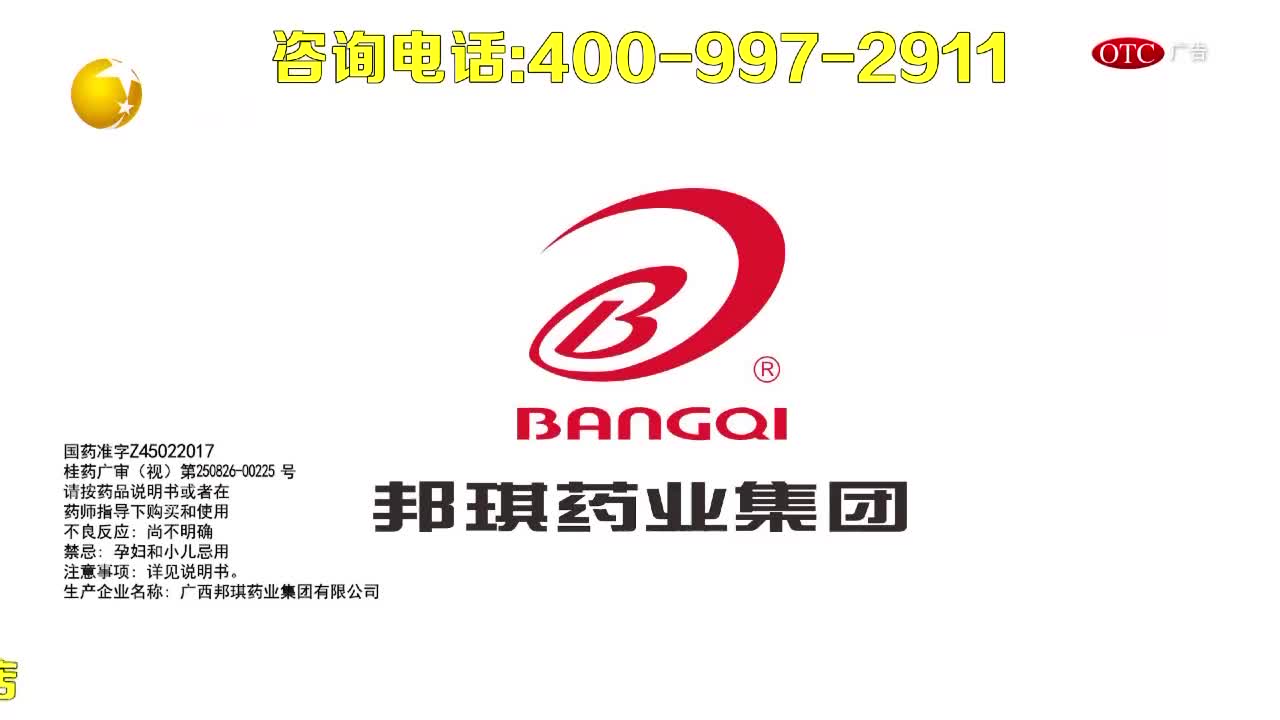 咨询电话:400-997-2911
OTC 广告
B
®
BANGQI
邦琪药业集团
国药准字Z45022017
桂药广审（视）第250826-00225 号
请按药品说明书或者在
药师指导下购买和使用
不良反应：尚不明确
禁忌：孕妇和小儿忌用
注意事项：详见说明书。
生产企业名称：广西邦琪药业集团有限公司